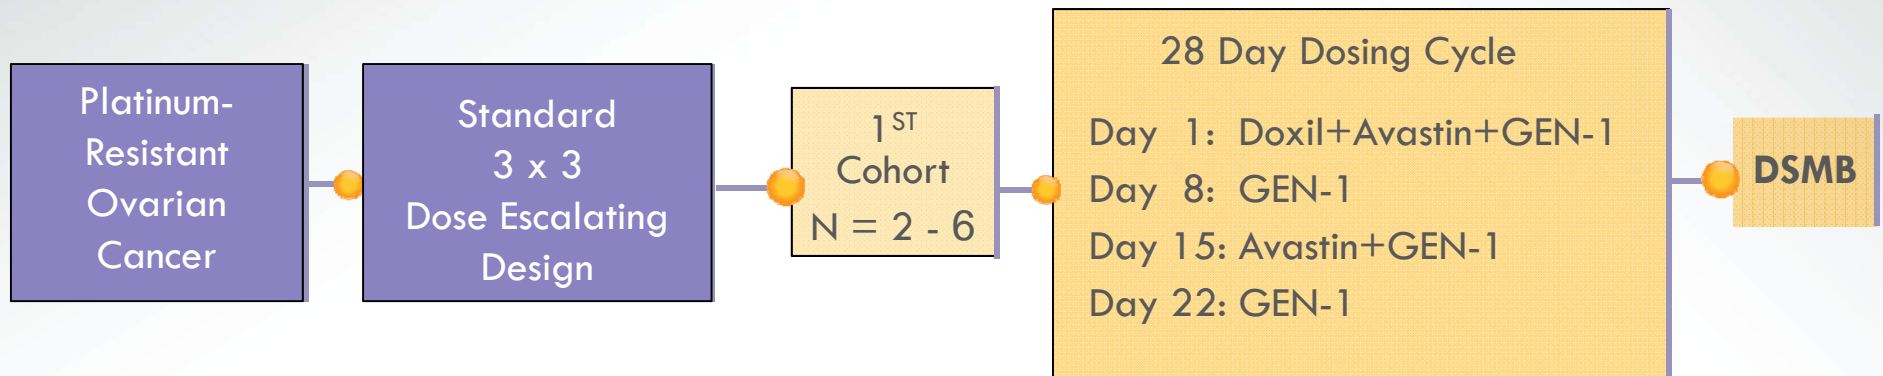 Platinum-
Resistant
Ovarian
Cancer
Standard
3 x 3
Dose Escalating
Design
1ST
Cohort
N = 2 - 6
28 Day Dosing Cycle
Day 1: Doxil+Avastin+GEN-1
Day 8: GEN-1
Day 15: Avastin+GEN-1
Day 22: GEN-1
DSMB